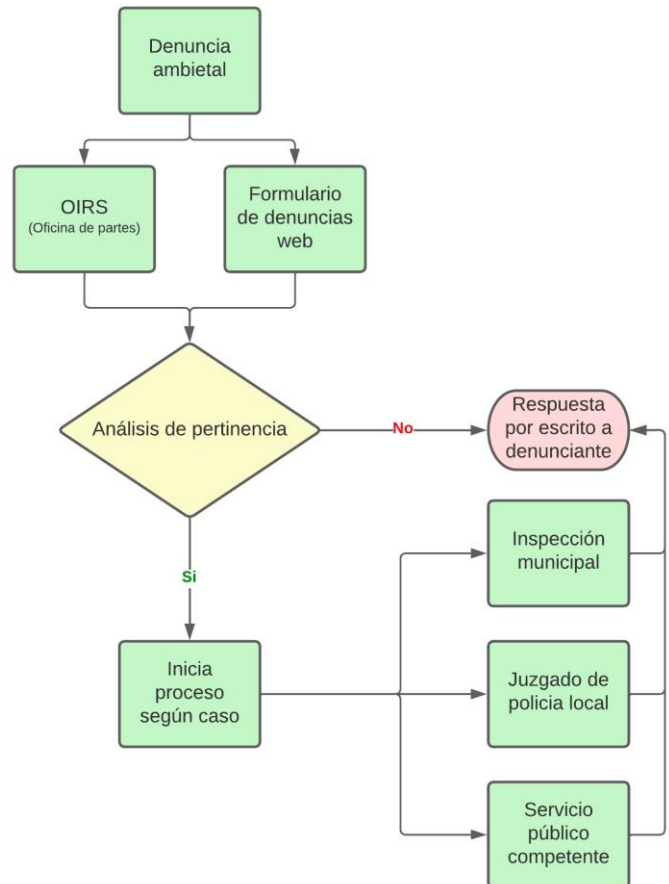 Denuncia
ambietal
OIRS
(Oficina de partes)
Formulario
de denuncias
web
Análisis de pertinencia
No
Respuesta
por escrito a
denunciante
Inspección
municipal
Si
Inicia
proceso
según caso
Juzgado de
policia local
Servicio
público
competente